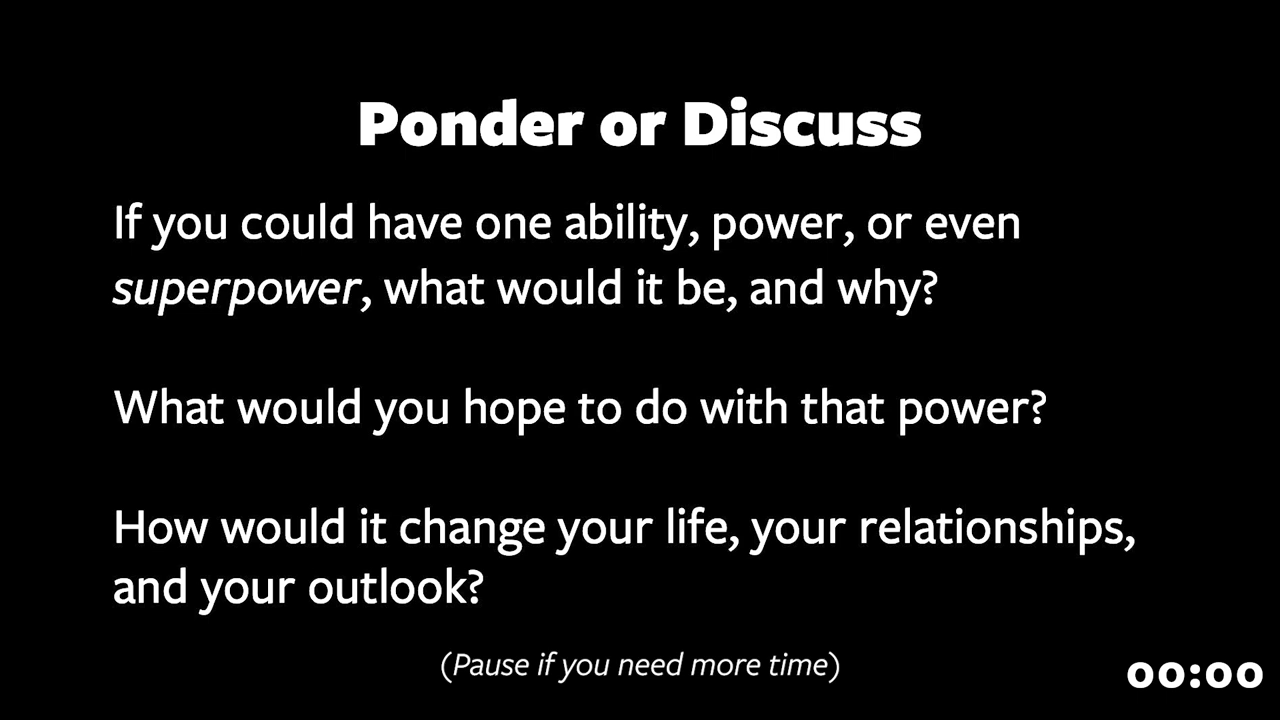 Ponder or Discuss
If you could have one ability, power, or even
superpower, what would it be, and why?
What would you hope to do with that power?
How would it change your life, your relationships,
and your outlook?
(Pause if you need more time)
00:00